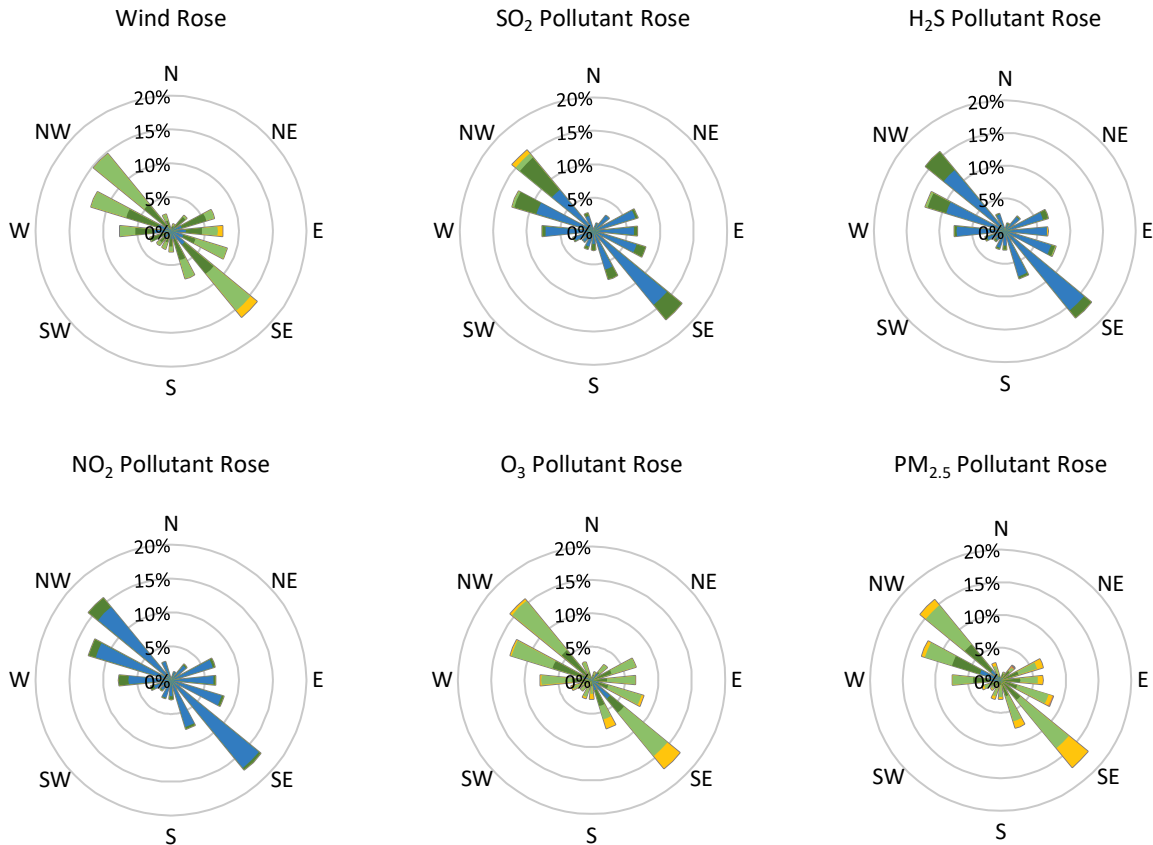 Wind Rose
SO₂ Pollutant Rose
H₂S Pollutant Rose
N
20%
NW
NE
15%
10%
5%
W
0%
E
SW
SE
S
N
20%
NW
NE
15%
10%
5%
W
0%
E
SW
SE
S
N
20%
NW
NE
15%
10%
5%
W
0%
E
SW
SE
S
NO₂ Pollutant Rose
O₃ Pollutant Rose
PM₂.₅ Pollutant Rose
N
20%
NW
NE
15%
10%
5%
W
0%
E
SW
SE
S
N
20%
NW
NE
15%
10%
5%
W
0%
E
SW
SE
S
N
20%
NW
NE
15%
10%
5%
W
0%
E
SW
SE
S